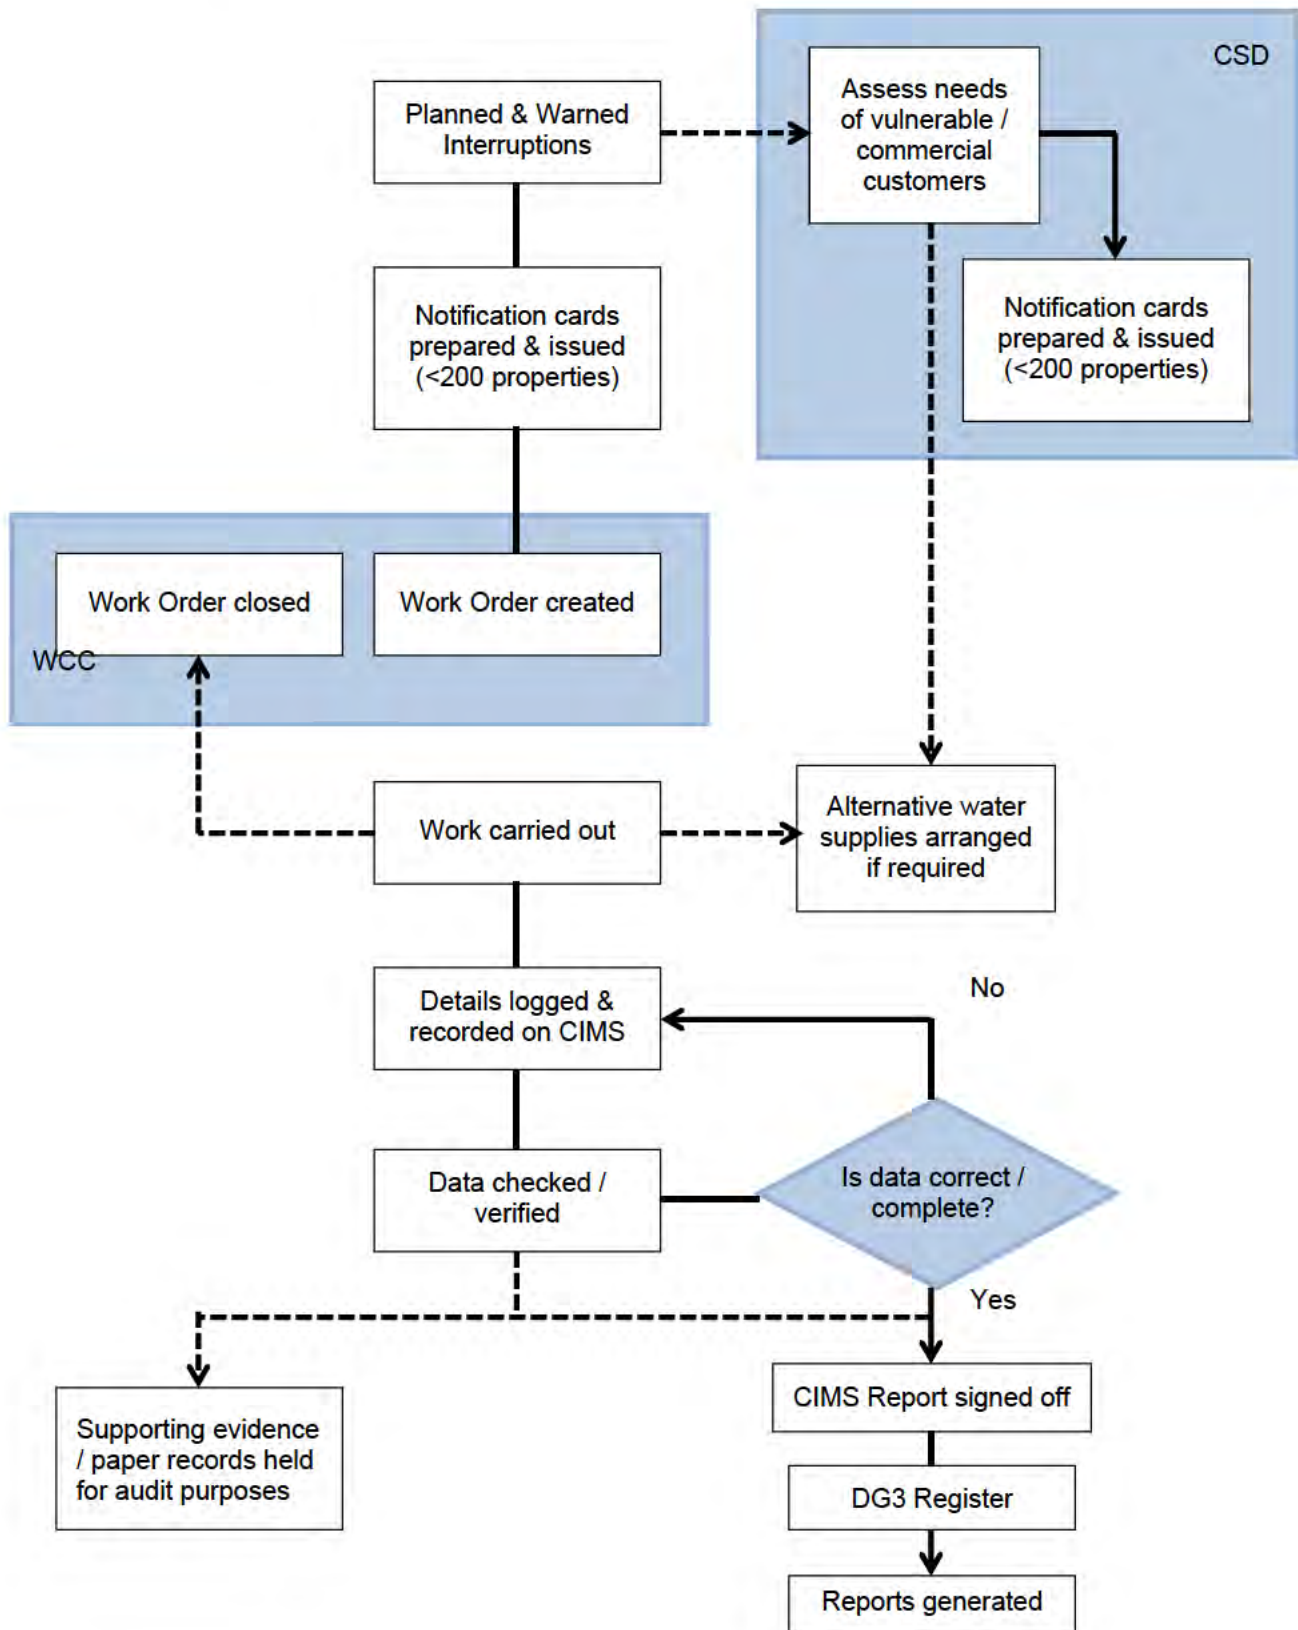 CSD
Planned & Warned
Interruptions
Assess needs
of vulnerable /
commercial
customers
Notification cards
prepared & issued
(<200 properties)
Notification cards
prepared & issued
(<200 properties)
Work Order closed
Work Order created
WCC
Work carried out
Alternative water
supplies arranged
if required
Details logged &
recorded on CIMS
No
Data checked /
verified
Is data correct /
complete?
Yes
Supporting evidence
/ paper records held
for audit purposes
CIMS Report signed off
DG3 Register
Reports generated